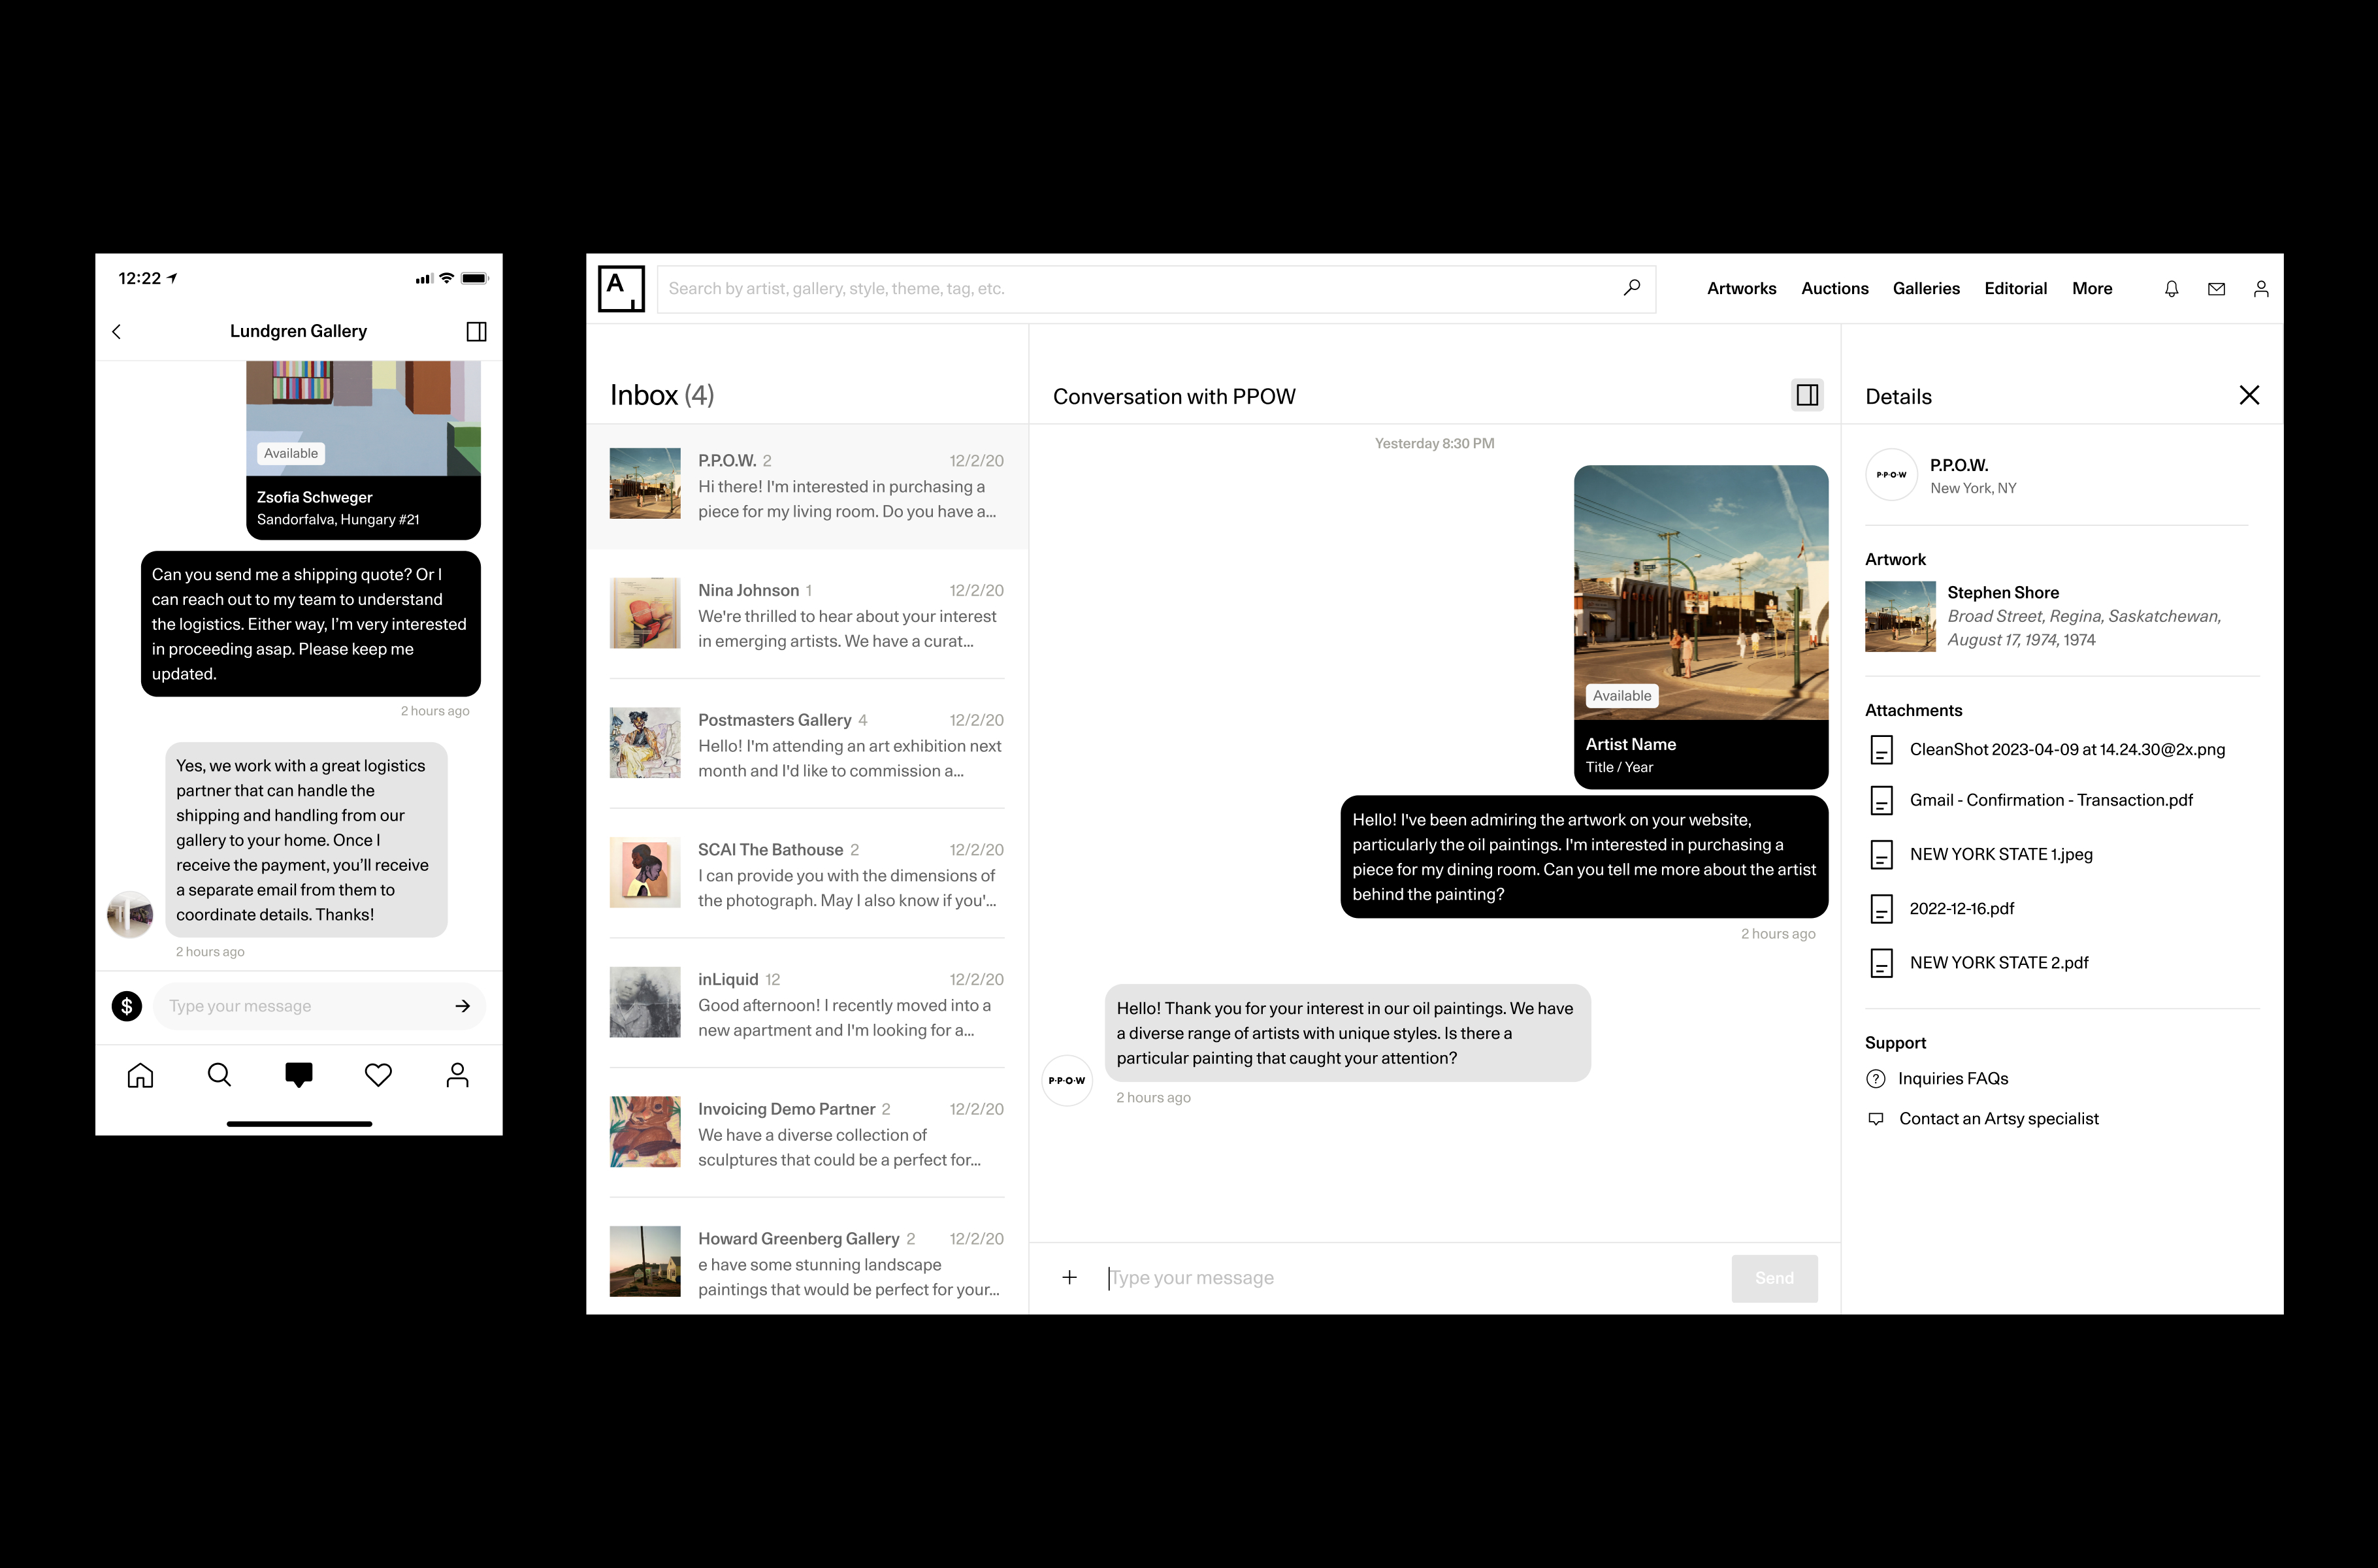 12:22
Lundgren Gallery
Available
Zsofia Schweger
Sandorfalva, Hungary #21
Can you send me a shipping quote? Or I
can reach out to my team to understand
the logistics. Either way, I’m very interested
in proceeding asap. Please keep me
updated.
2 hours ago
Yes, we work with a great logistics
partner that can handle the
shipping and handling from our
gallery to your home. Once I
receive the payment, you’ll receive
a separate email from them to
coordinate details. Thanks!
2 hours ago
$
Type your message
A
Search by artist, gallery, style, theme, tag, etc.
Artworks
Auctions
Galleries
Editorial
More
Inbox (4)
P.P.O.W. 2
12/2/20
Hi there! I'm interested in purchasing a
piece for my living room. Do you have a...
Nina Johnson 1
12/2/20
We're thrilled to hear about your interest
in emerging artists. We have a curat...
Postmasters Gallery 4
12/2/20
Hello! I'm attending an art exhibition next
month and I'd like to commission a...
SCAI The Bathouse 2
12/2/20
I can provide you with the dimensions of
the photograph. May I also know if you'...
inLiquid 12
12/2/20
Good afternoon! I recently moved into a
new apartment and I'm looking for a...
Invoicing Demo Partner 2
12/2/20
We have a diverse collection of
sculptures that could be a perfect for...
Howard Greenberg Gallery 2
12/2/20
e have some stunning landscape
paintings that would be perfect for your...
Conversation with PPOW
Yesterday 8:30 PM
Available
Artist Name
Title / Year
Hello! I've been admiring the artwork on your website,
particularly the oil paintings. I'm interested in purchasing a
piece for my dining room. Can you tell me more about the artist
behind the painting?
2 hours ago
Hello! Thank you for your interest in our oil paintings. We have
a diverse range of artists with unique styles. Is there a
particular painting that caught your attention?
P·P·O·W
2 hours ago
Type your message
Send
Details
P·P·O·W
P.P.O.W.
New York, NY
Artwork
Stephen Shore
Broad Street, Regina, Saskatchewan,
August 17, 1974, 1974
Attachments
CleanShot 2023-04-09 at 14.24.30@2x.png
Gmail - Confirmation - Transaction.pdf
NEW YORK STATE 1.jpeg
2022-12-16.pdf
NEW YORK STATE 2.pdf
Support
Inquiries FAQs
Contact an Artsy specialist